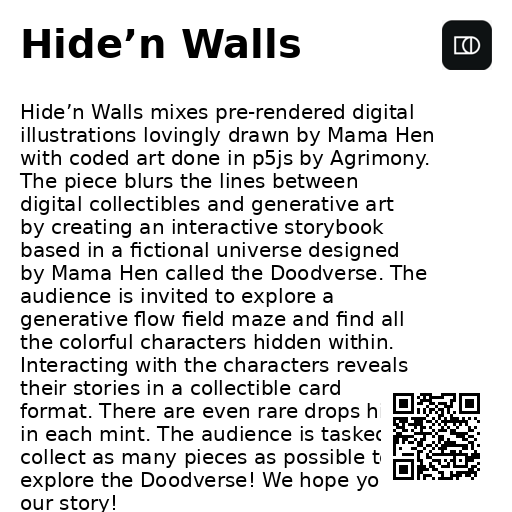 Hide’n Walls
Hide’n Walls mixes pre-rendered digital
illustrations lovingly drawn by Mama Hen
with coded art done in p5js by Agrimony.
The piece blurs the lines between
digital collectibles and generative art
by creating an interactive storybook
based in a fictional universe designed
by Mama Hen called the Doodverse. The
audience is invited to explore a
generative flow field maze and find all
the colorful characters hidden within.
Interacting with the characters reveals
their stories in a collectible card
format. There are even rare drops
in each mint. The audience is tasked
collect as many pieces as possible
explore the Doodverse! We hope
our story!